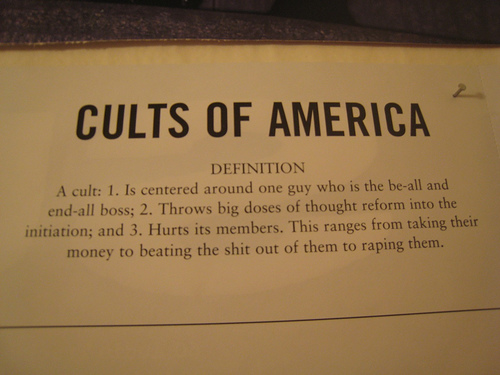 CULTS OF AMERICA
DEFINITION
A cult: 1. Is centered around one guy who is the be-all and
end-all boss; 2. Throws big doses of thought reform into the
initiation; and 3. Hurts its members. This ranges from taking their
money to beating the shit out of them to raping them.